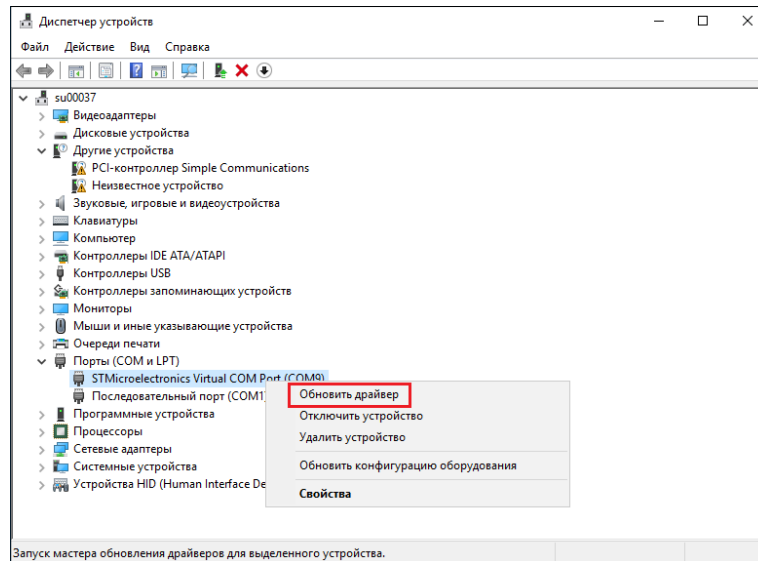 Диспетчер устройств
Файл Действие Вид Справка
su00037
Видеоадаптеры
Дисковые устройства
Другие устройства
PCI-контроллер Simple Communications
Неизвестное устройство
Звуковые, игровые и видеоустройства
Клавиатуры
Компьютер
Контроллеры IDE ATA/ATAPI
Контроллеры USB
Контроллеры запоминающих устройств
Мониторы
Мыши и иные указывающие устройства
Очереди печати
Порты (COM и LPT)
STMicroelectronics Virtual COM Port (COM9)
Последовательный порт (COM1)
Программные устройства
Процессоры
Сетевые адаптеры
Системные устройства
Устройства HID (Human Interface De
Обновить драйвер
Отключить устройство
Удалить устройство
Обновить конфигурацию оборудования
Свойства
Запуск мастера обновления драйверов для выделенного устройства.